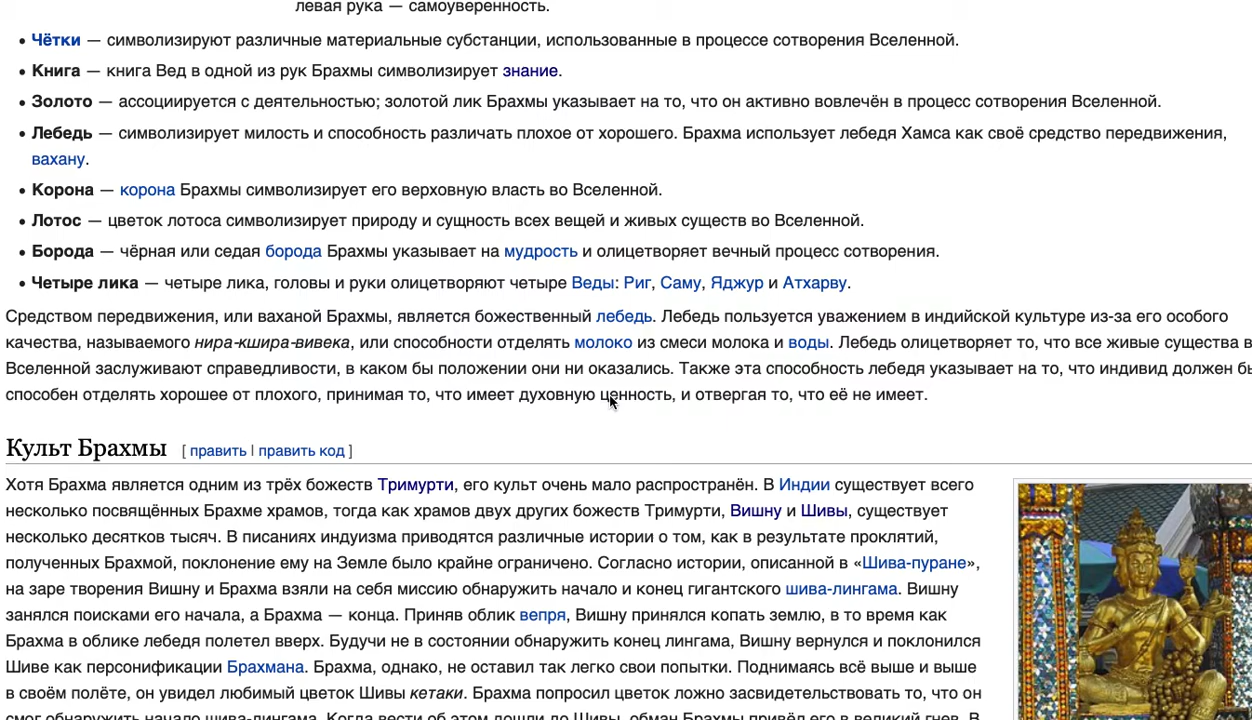 левая рука — самоуверенность.
• Чётки — символизируют различные материальные субстанции, использованные в процессе сотворения Вселенной.
• Книга — книга Вед в одной из рук Брахмы символизирует знание.
• Золото — ассоциируется с деятельностью; золотой лик Брахмы указывает на то, что он активно вовлечён в процесс сотворения Вселенной.
• Лебедь — символизирует милость и способность различать плохое от хорошего. Брахма использует лебедя Хамса как своё средство передвижения,
вахану.
• Корона — корона Брахмы символизирует его верховную власть во Вселенной.
• Лотос — цветок лотоса символизирует природу и сущность всех вещей и живых существ во Вселенной.
• Борода — чёрная или седая борода Брахмы указывает на мудрость и олицетворяет вечный процесс сотворения.
• Четыре лика — четыре лика, головы и руки олицетворяют четыре Веды: Риг, Саму, Яджур и Атхарву.
Средством передвижения, или ваханой Брахмы, является божественный лебедь. Лебедь пользуется уважением в индийской культуре из-за его особого
качества, называемого нира-кшира-вивека, или способности отделять молоко из смеси молока и воды. Лебедь олицетворяет то, что все живые существа в
Вселенной заслуживают справедливости, в каком бы положении они ни оказались. Также эта способность лебедя указывает на то, что индивид должен бы
способен отделять хорошее от плохого, принимая то, что имеет духовную ценность, и отвергая то, что её не имеет.
Культ Брахмы [ править | править код ]
Хотя Брахма является одним из трёх божеств Тримурти, его культ очень мало распространён. В Индии существует всего
несколько посвящённых Брахме храмов, тогда как храмов двух других божеств Тримурти, Вишну и Шивы, существует
несколько десятков тысяч. В писаниях индуизма приводятся различные истории о том, как в результате проклятий,
полученных Брахмой, поклонение ему на Земле было крайне ограничено. Согласно истории, описанной в «Шива-пуране»,
на заре творения Вишну и Брахма взяли на себя миссию обнаружить начало и конец гигантского шива-лингама. Вишну
занялся поисками его начала, а Брахма — конца. Приняв облик вепря, Вишну принялся копать землю, в то время как
Брахма в облике лебедя полетел вверх. Будучи не в состоянии обнаружить конец лингама, Вишну вернулся и поклонился
Шиве как персонификации Брахмана. Брахма, однако, не оставил так легко свои попытки. Поднимаясь всё выше и выше
в своём полёте, он увидел любимый цветок Шивы кетаки. Брахма попросил цветок ложно засвидетельствовать то, что он
смог обнаружить начало шива-лингама. Когда вести об этом дошли до Шивы, обман Брахмы привёл его в великий гнев. В